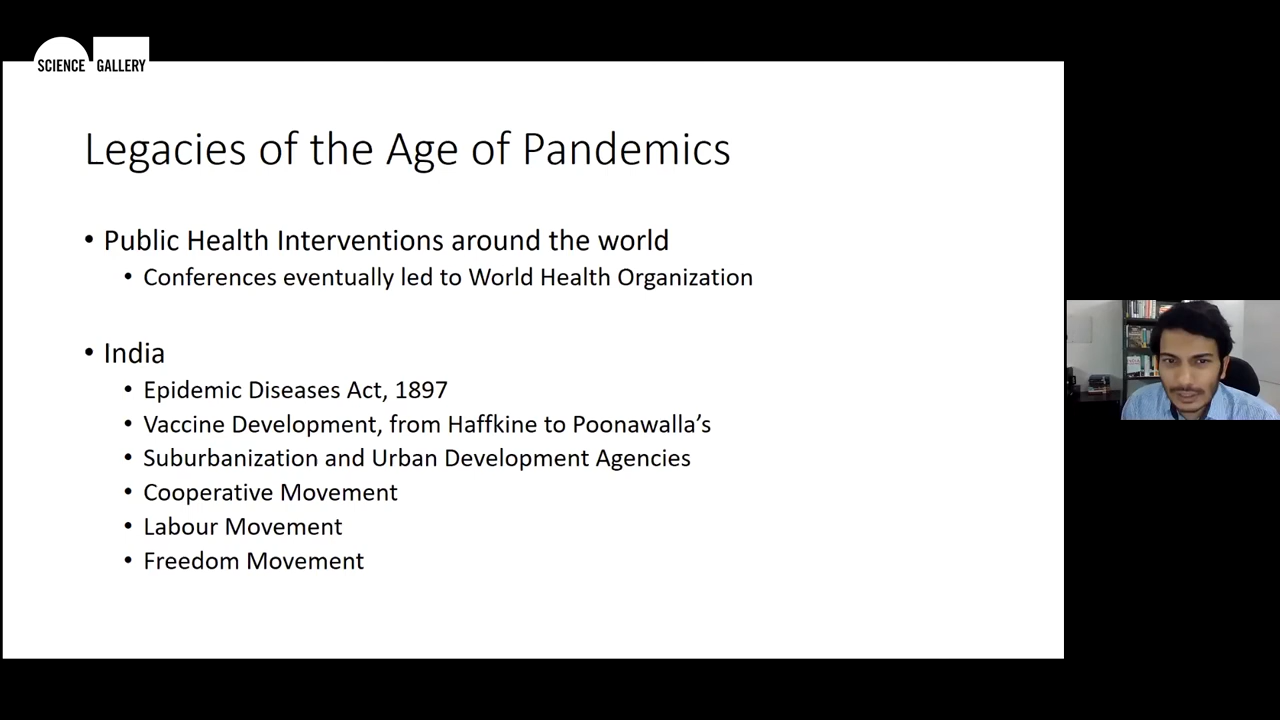 SCIENCE GALLERY
Legacies of the Age of Pandemics
• Public Health Interventions around the world
• Conferences eventually led to World Health Organization
• India
• Epidemic Diseases Act, 1897
• Vaccine Development, from Haffkine to Poonawalla’s
• Suburbanization and Urban Development Agencies
• Cooperative Movement
• Labour Movement
• Freedom Movement